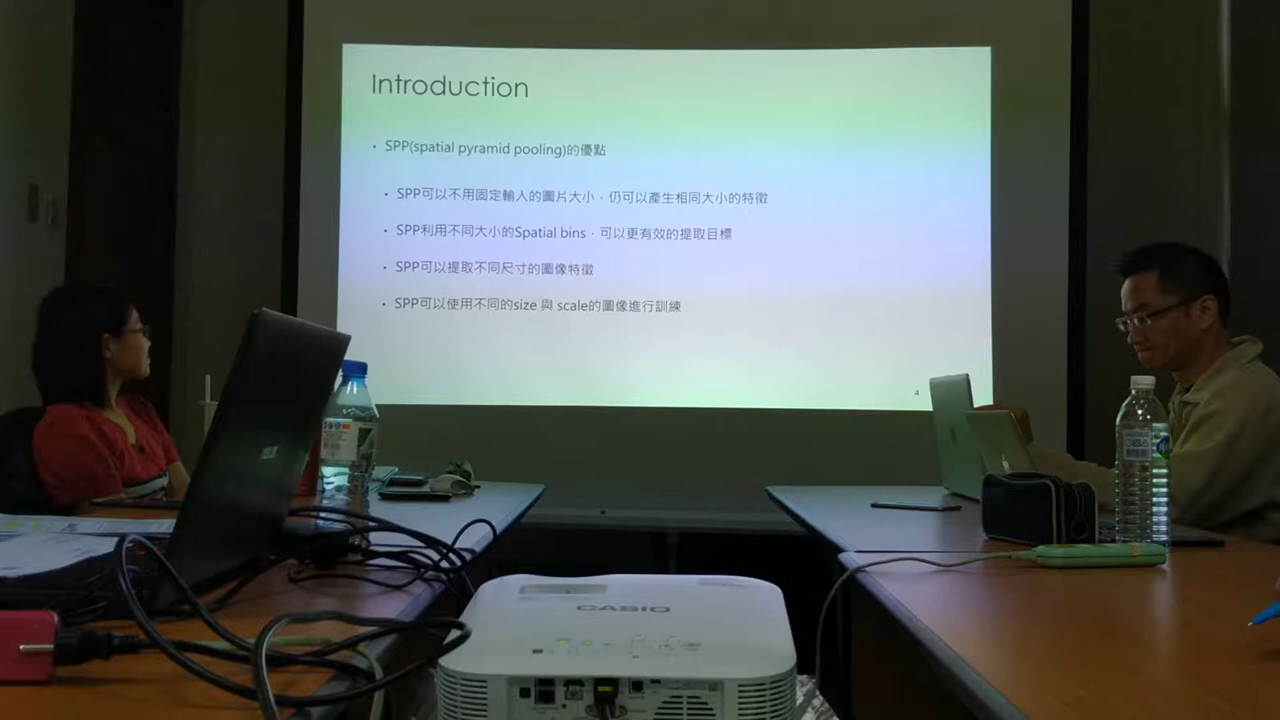 Introduction
• SPP(spatial pyramid pooling)的優點
• SPP可以不用固定輸入的圖片大小，仍可以產生相同大小的特徵
• SPP利用不同大小的Spatial bins，可以更有效的提取目標
• SPP可以提取不同尺寸的圖像特徵
• SPP可以使用不同的size 與 scale的圖像進行訓練
4
CASIO